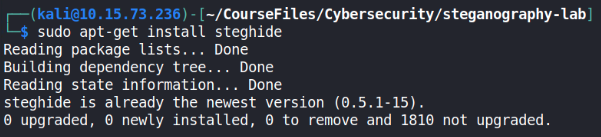 ┌──(kali@10.15.73.236)-[~/CourseFiles/Cybersecurity/steganography-lab]
└─$ sudo apt-get install steghide
Reading package lists... Done
Building dependency tree... Done
Reading state information... Done
steghide is already the newest version (0.5.1-15).
0 upgraded, 0 newly installed, 0 to remove and 1810 not upgraded.